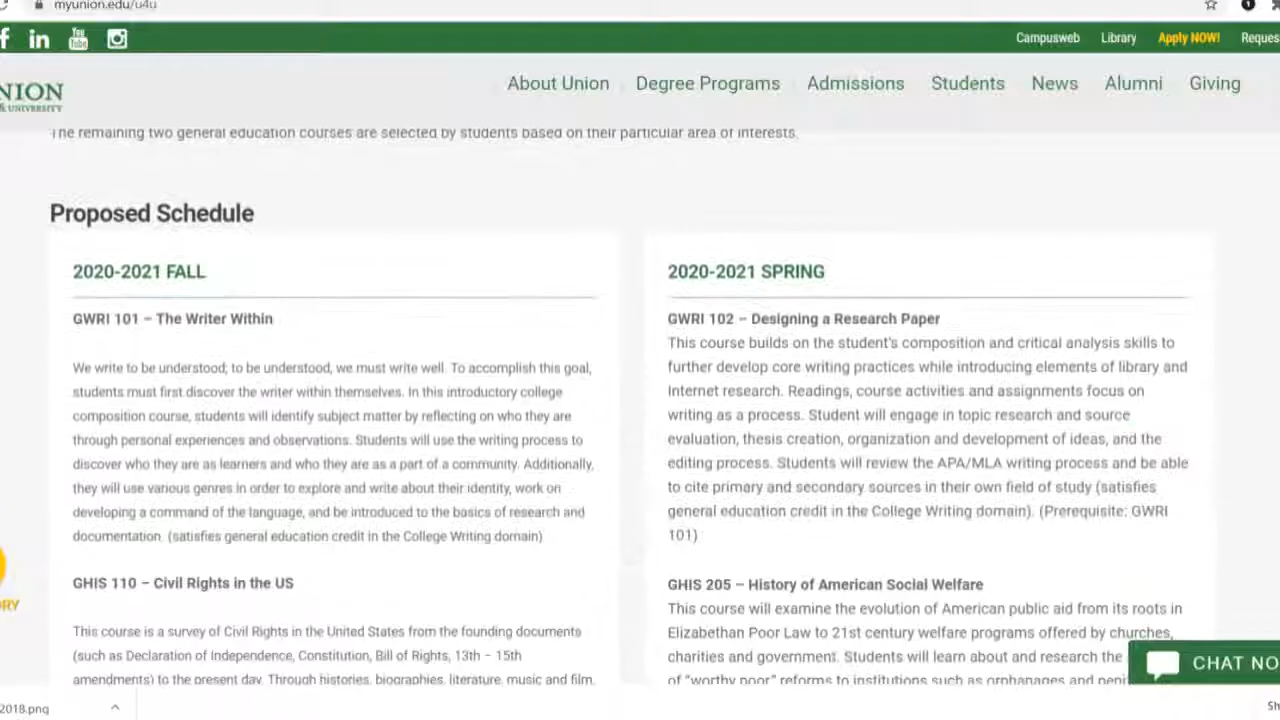 myunion.edu/u4u
You
Tube
Campusweb Library Apply NOW!
NION
& UNIVERSITY
About Union Degree Programs Admissions Students News Alumni Giving
The remaining two general education courses are selected by students based on their particular area of interests.
Proposed Schedule
2020-2021 FALL
GWRI 101 – The Writer Within
We write to be understood; to be understood, we must write well. To accomplish this goal,
students must first discover the writer within themselves. In this introductory college
composition course, students will identify subject matter by reflecting on who they are
through personal experiences and observations. Students will use the writing process to
discover who they are as learners and who they are as a part of a community. Additionally,
they will use various genres in order to explore and write about their identity, work on
developing a command of the language, and be introduced to the basics of research and
documentation. (satisfies general education credit in the College Writing domain)
GHIS 110 – Civil Rights in the US
This course is a survey of Civil Rights in the United States from the founding documents
(such as Declaration of Independence, Constitution, Bill of Rights, 13th – 15th
amendments) to the present day. Through histories, biographies, literature, music and film,
2020-2021 SPRING
GWRI 102 – Designing a Research Paper
This course builds on the student's composition and critical analysis skills to
further develop core writing practices while introducing elements of library and
Internet research. Readings, course activities and assignments focus on
writing as a process. Student will engage in topic research and source
evaluation, thesis creation, organization and development of ideas, and the
editing process. Students will review the APA/MLA writing process and be able
to cite primary and secondary sources in their own field of study (satisfies
general education credit in the College Writing domain). (Prerequisite: GWRI
101)
GHIS 205 – History of American Social Welfare
This course will examine the evolution of American public aid from its roots in
Elizabethan Poor Law to 21st century welfare programs offered by churches,
charities and government. Students will learn about and research the
of "worthy poor" reforms to institutions such as orphanages and
ORY
CHAT NO
2018.png